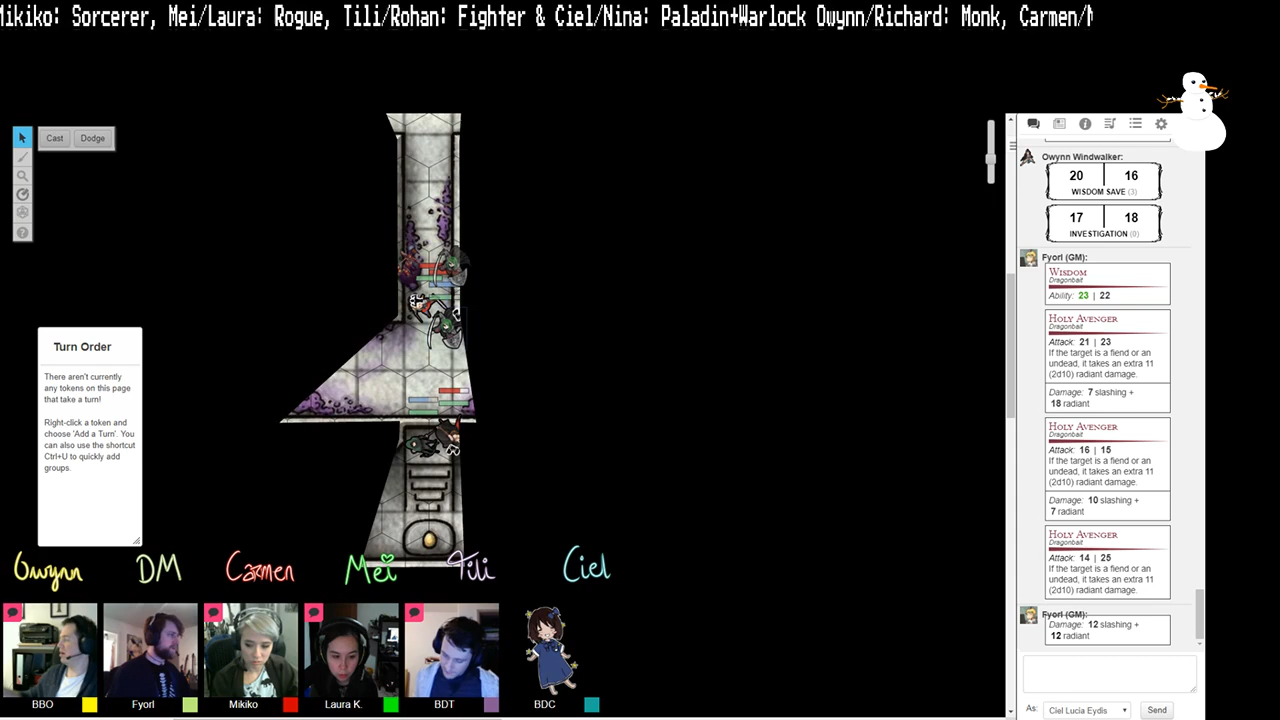 Mikiko: Sorcerer, Mei/Laura: Rogue, Tili/Rohan: Fighter & Ciel/Nina: Paladin+Warlock Owynn/Richard: Monk, Carmen/
Cast Dodge
Owynn Windwalker:
20 16
WISDOM SAVE (3)
17 18
INVESTIGATION (0)
Fyorl (GM):
WISDOM
Dragonbait
Ability: 23 | 22
HOLY AVENGER
Dragonbait
Attack: 21 | 23
If the target is a fiend or an
undead, it takes an extra 11
(2d10) radiant damage.
Damage: 7 slashing +
18 radiant
HOLY AVENGER
Dragonbait
Attack: 16 | 15
If the target is a fiend or an
undead, it takes an extra 11
(2d10) radiant damage.
Damage: 10 slashing +
7 radiant
HOLY AVENGER
Dragonbait
Attack: 14 | 25
If the target is a fiend or an
undead, it takes an extra 11
(2d10) radiant damage.
Fyorl (GM):
Damage: 12 slashing +
12 radiant
As: Ciel Lucia Eydis Send
Turn Order
There aren't currently
any tokens on this page
that take a turn!
Right-click a token and
choose 'Add a Turn'. You
can also use the shortcut
Ctrl+U to quickly add
groups.
Owynn DM Carmen Mei Tili Ciel
BBO Fyorl Mikiko Laura K. BDT BDC